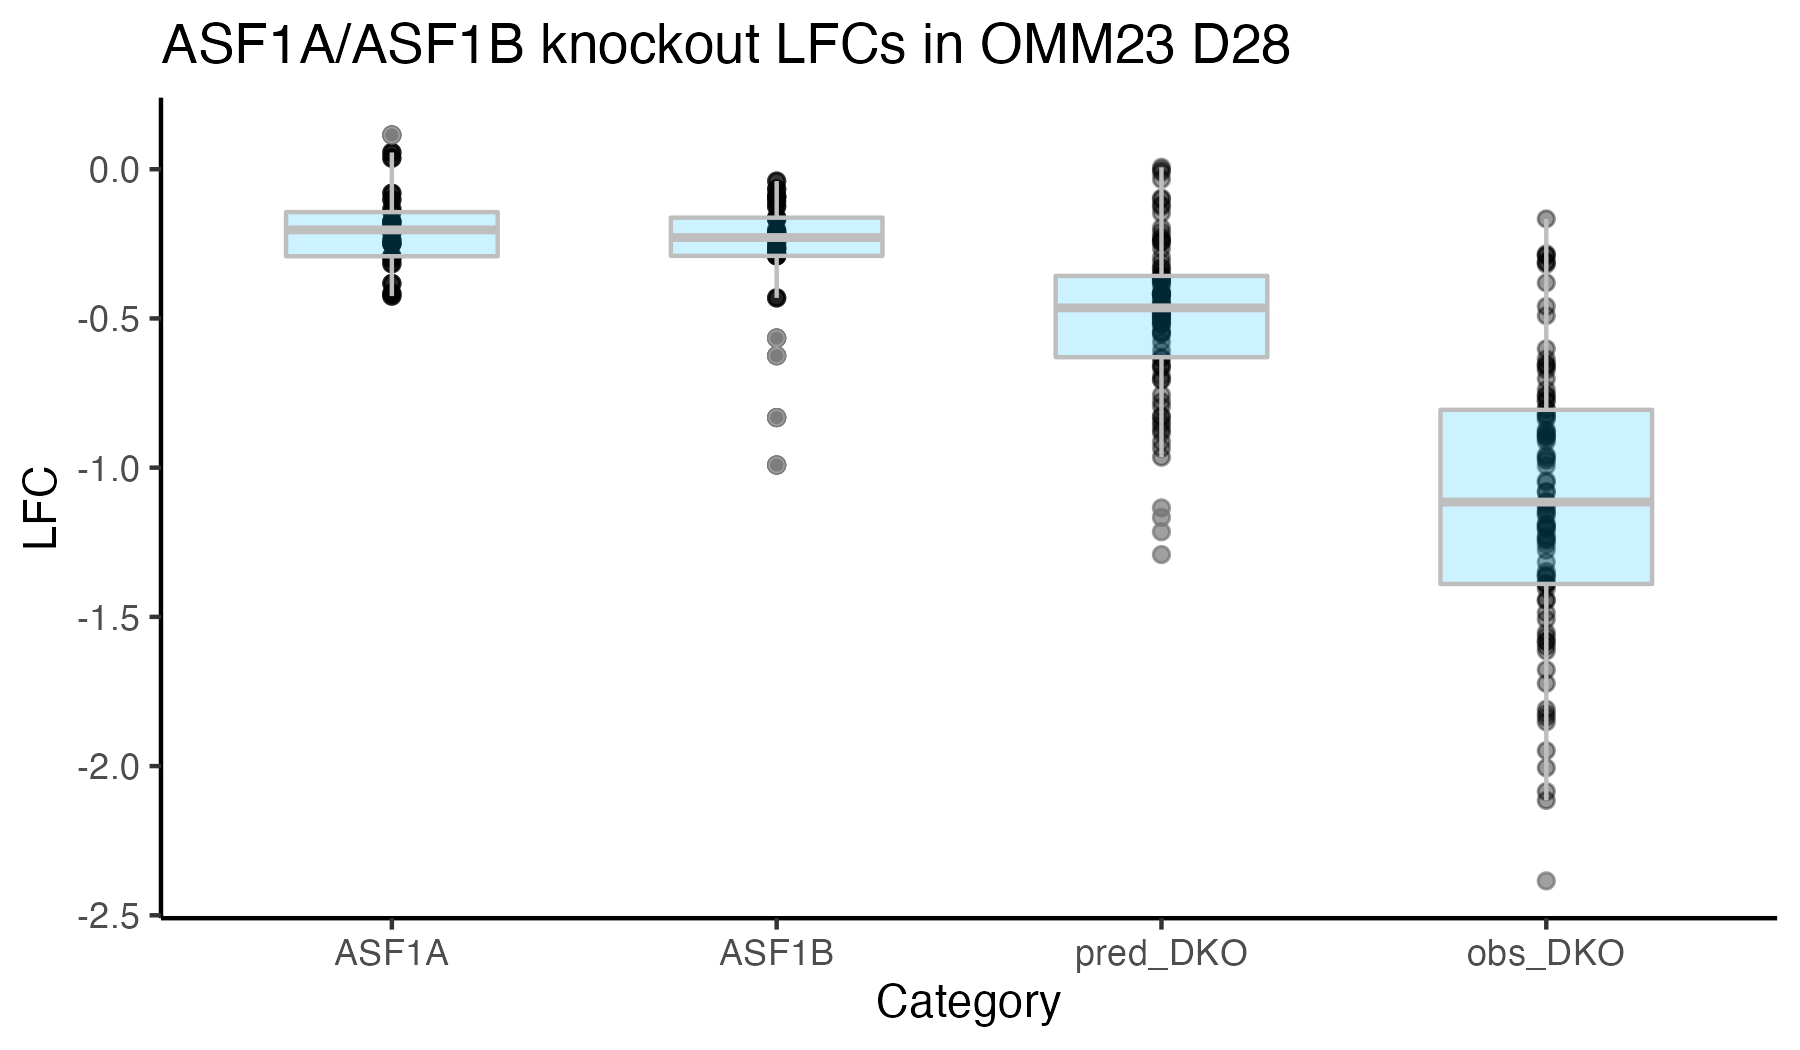 ASF1A/ASF1B knockout LFCs in OMM23 D28
LFC
0.0
-0.5
-1.0
-1.5
-2.0
-2.5
ASF1A ASF1B pred_DKO obs_DKO
Category